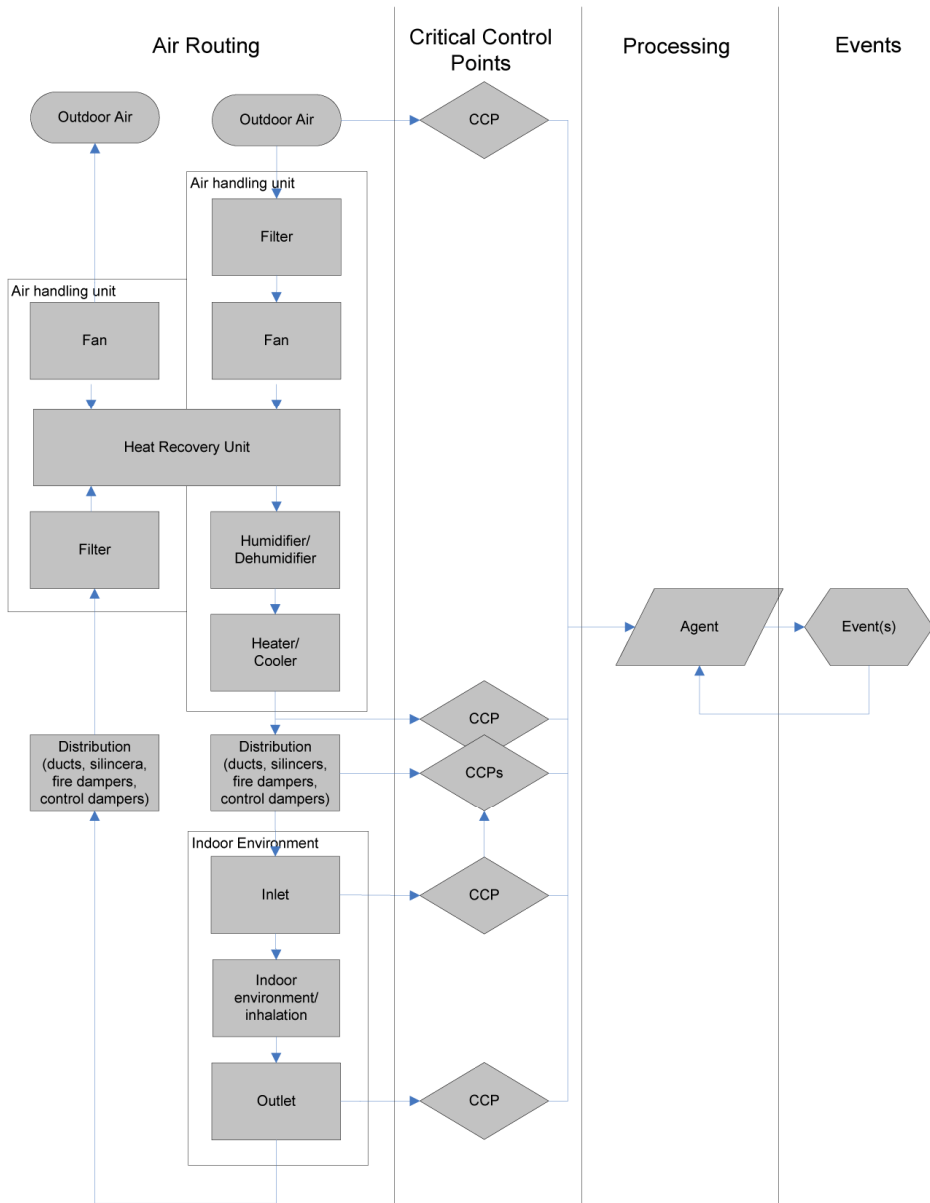 Air Routing
Critical Control
Points
Processing
Events
Outdoor Air
Outdoor Air
CCP
Air handling unit
Filter
Air handling unit
Fan
Fan
Heat Recovery Unit
Filter
Humidifier/
Dehumidifier
Heater/
Cooler
Agent
Event(s)
CCP
Distribution
(ducts, silincera,
fire dampers,
control dampers)
Distribution
(ducts, silincers,
fire dampers,
control dampers)
CCPs
Indoor Environment
Inlet
CCP
Indoor
environment/
inhalation
Outlet
CCP